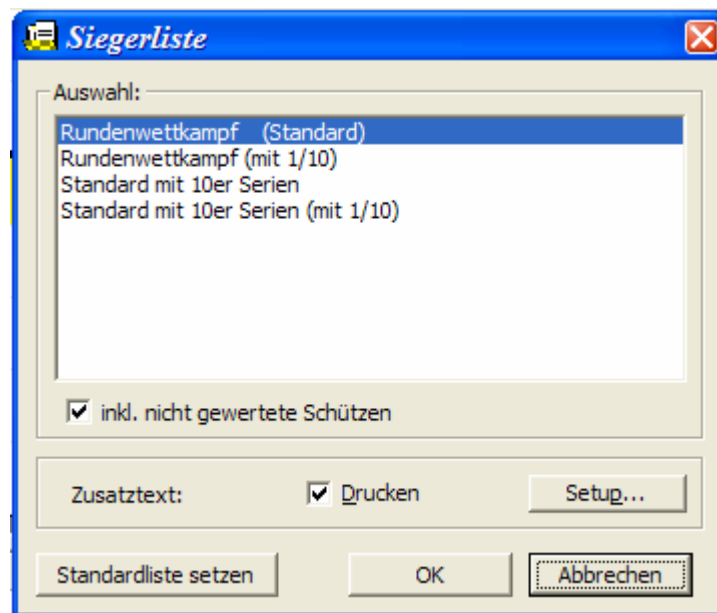 Siegerliste
Auswahl:
Rundenwettkampf (Standard)
Rundenwettkampf (mit 1/10)
Standard mit 10er Serien
Standard mit 10er Serien (mit 1/10)
inkl. nicht gewertete Schützen
Zusatztext: Drucken Setup...
Standardliste setzen OK Abbrechen